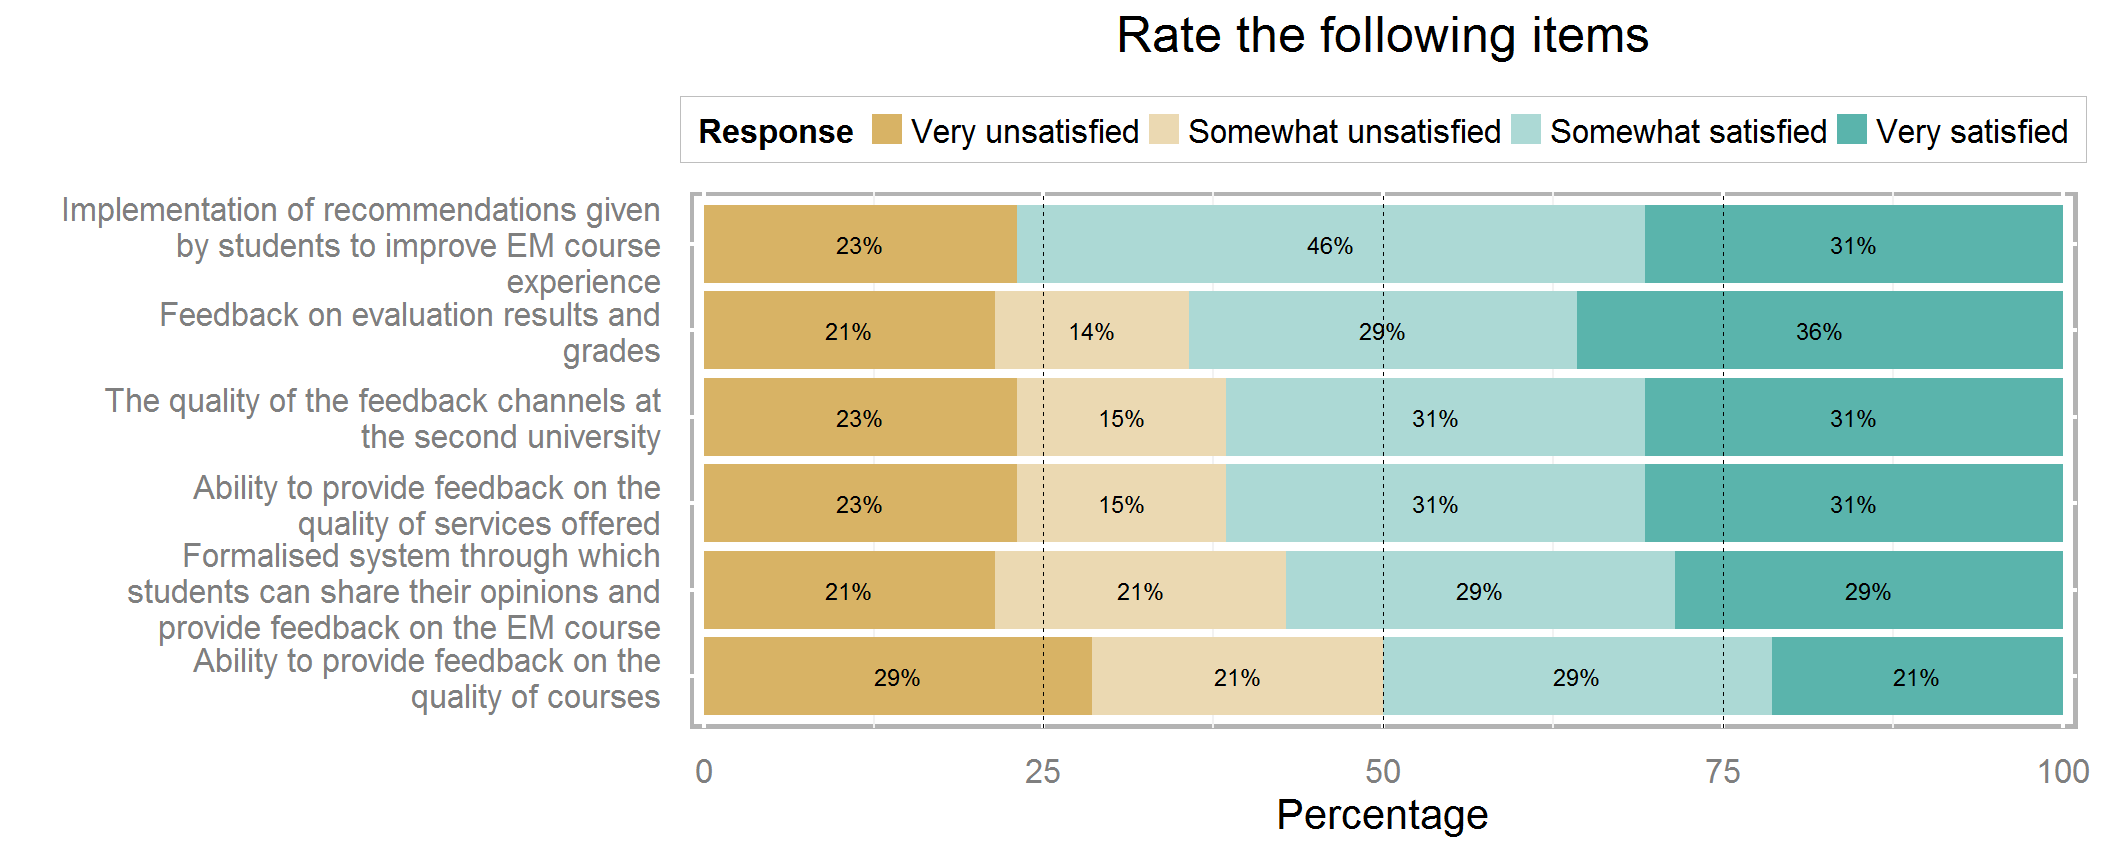 Rate the following items
Response Very unsatisfied Somewhat unsatisfied Somewhat satisfied Very satisfied
Implementation of recommendations given
by students to improve EM course
experience
23% 46% 31%
Feedback on evaluation results and
grades
21% 14% 29% 36%
The quality of the feedback channels at
the second university
23% 15% 31% 31%
Ability to provide feedback on the
quality of services offered
23% 15% 31% 31%
Formalised system through which
students can share their opinions and
provide feedback on the EM course
21% 21% 29% 29%
Ability to provide feedback on the
quality of courses
29% 21% 29% 21%
0 25 50 75 100
Percentage